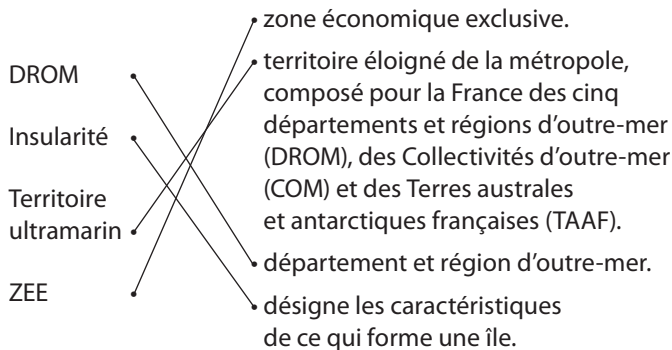 DROM
Insularité
Territoire
ultramarin
ZEE
zone économique exclusive.
territoire éloigné de la métropole,
composé pour la France des cinq
départements et régions d’outre-mer
(DROM), des Collectivités d’outre-mer
(COM) et des Terres australes
et antarctiques françaises (TAAF).
département et région d’outre-mer.
désigne les caractéristiques
de ce qui forme une île.